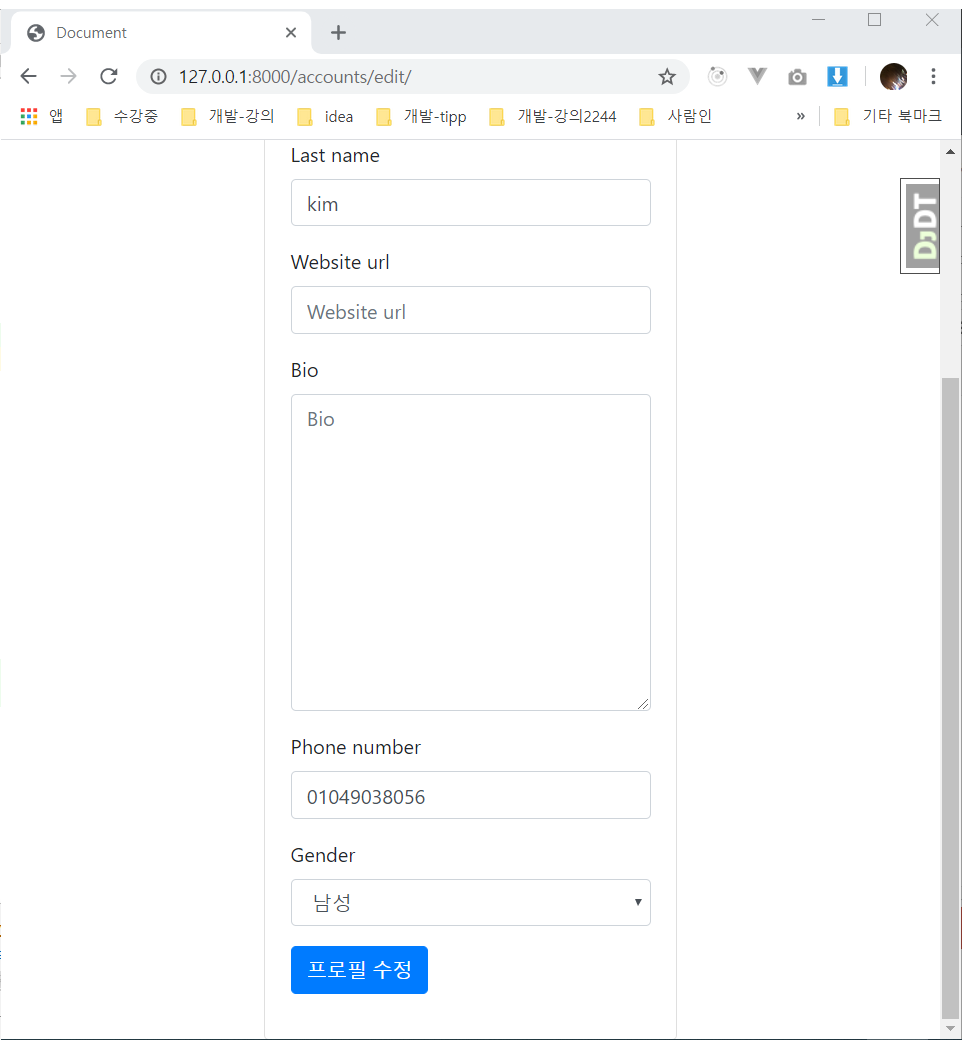 Document
127.0.0.1:8000/accounts/edit/
앱 수강중 개발-강의 idea 개발-tipp 개발-강의2244 사람인 » 기타 북마크
Last name
kim
DJDT
Website url
Website url
Bio
Bio
Phone number
01049038056
Gender
남성
프로필 수정